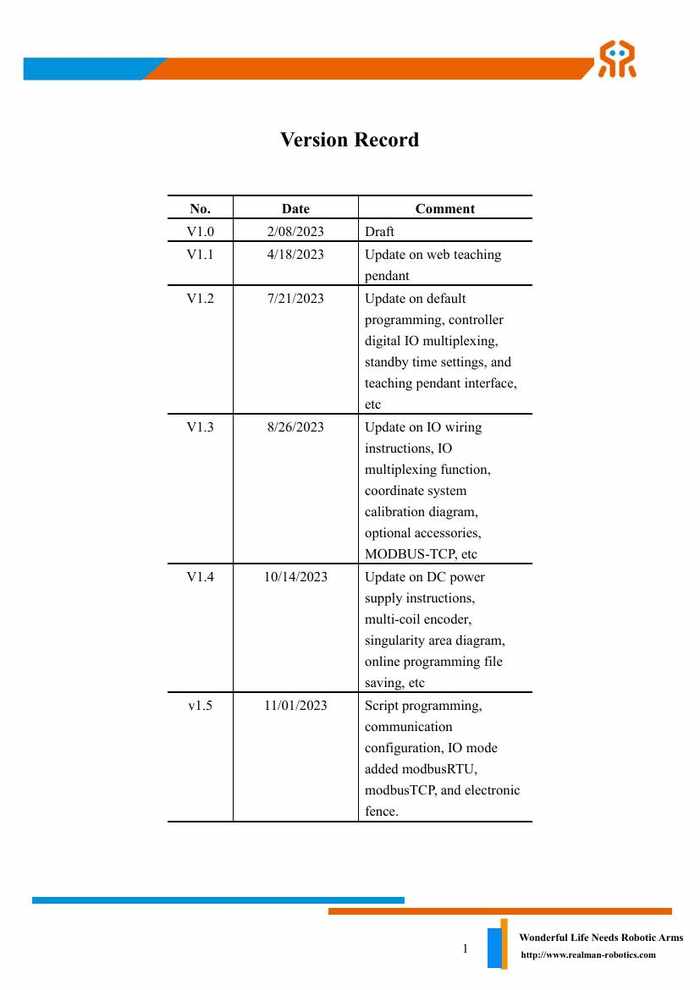 Version Record
No. Date Comment
V1.0 2/08/2023 Draft
V1.1 4/18/2023 Update on web teaching
pendant
V1.2 7/21/2023 Update on default
programming, controller
digital IO multiplexing,
standby time settings, and
teaching pendant interface,
etc
V1.3 8/26/2023 Update on IO wiring
instructions, IO
multiplexing function,
coordinate system
calibration diagram,
optional accessories,
MODBUS-TCP, etc
V1.4 10/14/2023 Update on DC power
supply instructions,
multi-coil encoder,
singularity area diagram,
online programming file
saving, etc
v1.5 11/01/2023 Script programming,
communication
configuration, IO mode
added modbusRTU,
modbusTCP, and electronic
fence.
1
Wonderful Life Needs Robotic Arms
http://www.realman-robotics.com